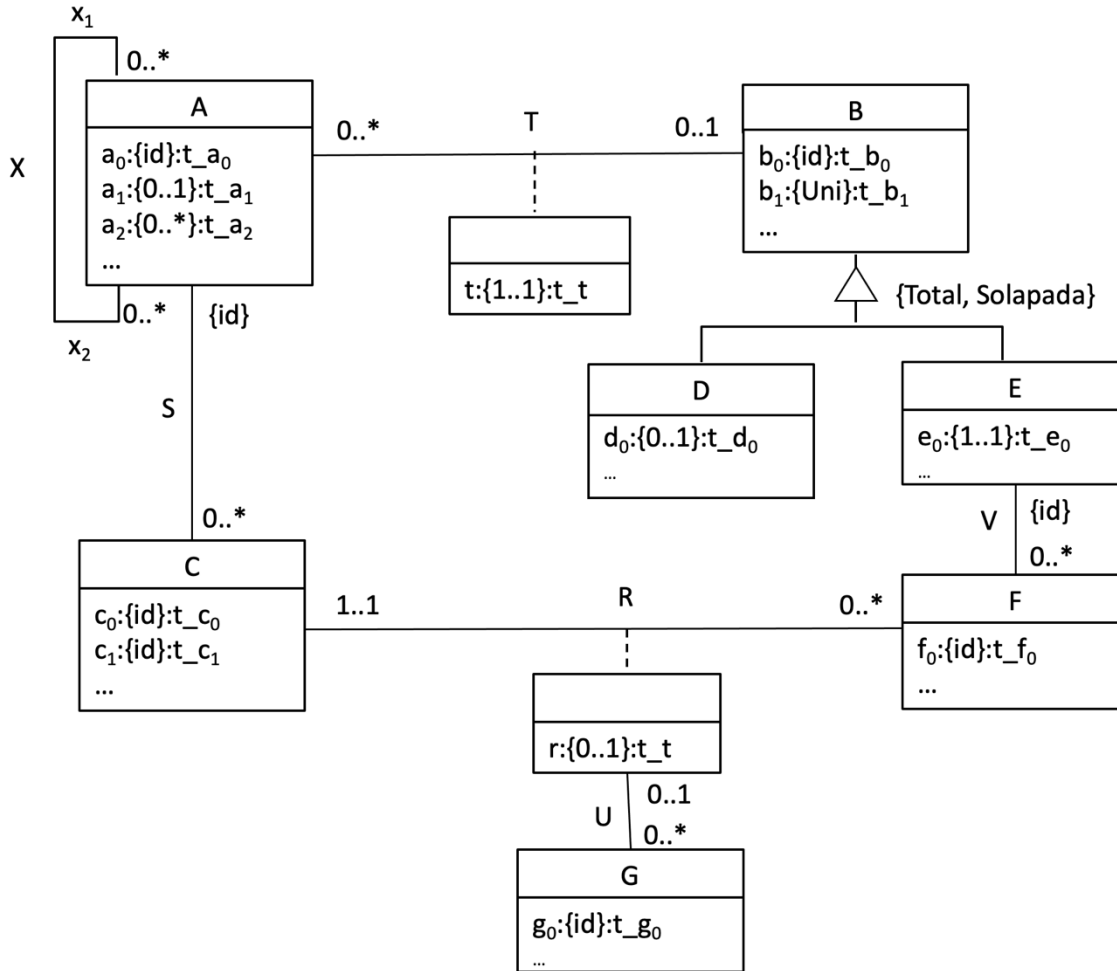 x₁
0..*
A
a₀:{id}:t_a₀
a₁:{0..1}:t_a₁
a₂:{0..*}:t_a₂
...
X
0..*
x₂
{id}
0..*
T
0..1
t:{1..1}:t_t
B
b₀:{id}:t_b₀
b₁:{Uni}:t_b₁
...
{Total, Solapada}
D
d₀:{0..1}:t_d₀
...
E
e₀:{1..1}:t_e₀
...
S
0..*
V
{id}
0..*
C
c₀:{id}:t_c₀
c₁:{id}:t_c₁
...
1..1
R
0..*
F
f₀:{id}:t_f₀
...
r:{0..1}:t_t
0..1
U
0..*
G
g₀:{id}:t_g₀
...